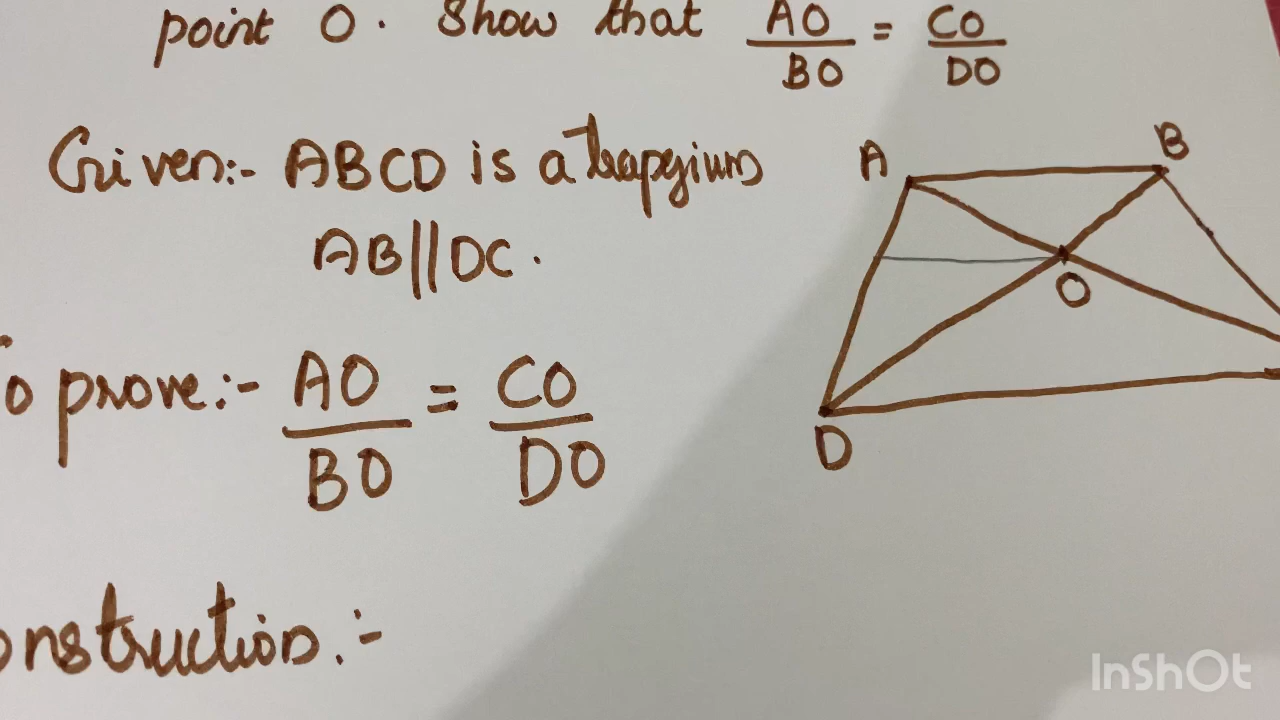 point O. Show that AO/BO = CO/DO
Given:- ABCD is a trapezium
AB||DC.
To prove:- AO/BO = CO/DO
onstruction:-
A
B
O
D
InShOt